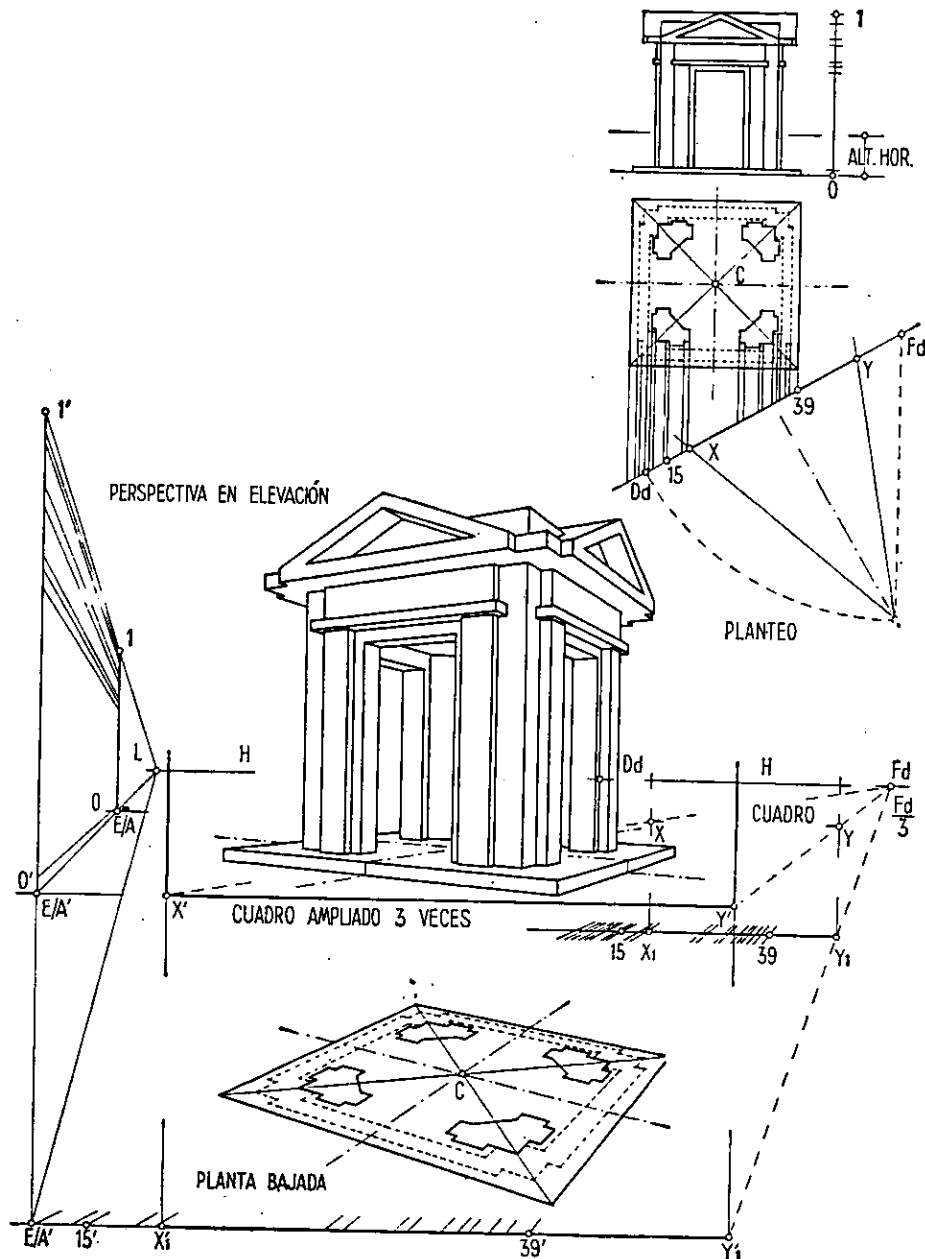 1
ALT. HOR.
0
C
Fd
Y
39
X
15
Dd
PLANTEO
1'
PERSPECTIVA EN ELEVACIÓN
1
L
H
Dd
H
Fd
0
E/A
X
CUADRO
Y
Fd/3
0'
E/A'
X'
CUADRO AMPLIADO 3 VECES
Y'
15
X1
39
Y1
C
PLANTA BAJADA
E/A'
15'
X1'
39'
Y1'